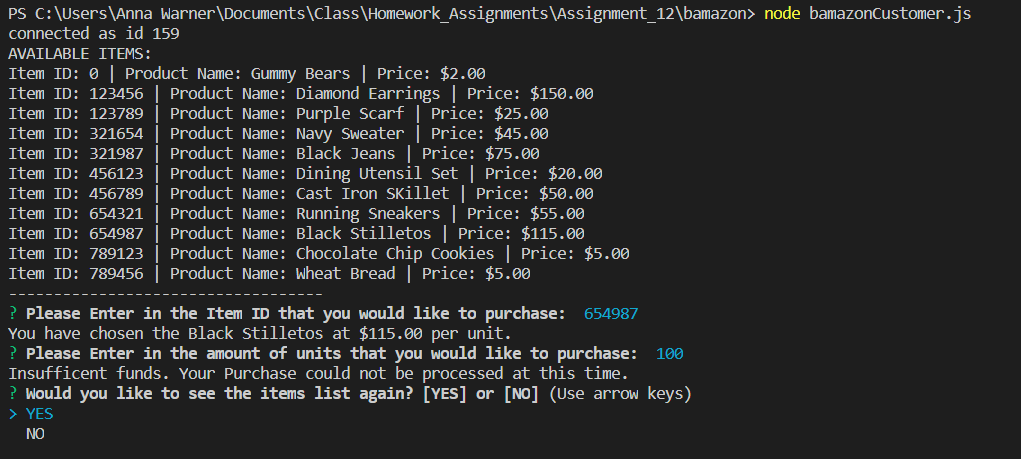 PS C:\Users\Anna Warner\Documents\Class\Homework_Assignments\Assignment_12\bamazon> node bamazonCustomer.js
connected as id 159
AVAILABLE ITEMS:
Item ID: 0 | Product Name: Gummy Bears | Price: $2.00
Item ID: 123456 | Product Name: Diamond Earrings | Price: $150.00
Item ID: 123789 | Product Name: Purple Scarf | Price: $25.00
Item ID: 321654 | Product Name: Navy Sweater | Price: $45.00
Item ID: 321987 | Product Name: Black Jeans | Price: $75.00
Item ID: 456123 | Product Name: Dining Utensil Set | Price: $20.00
Item ID: 456789 | Product Name: Cast Iron SKillet | Price: $50.00
Item ID: 654321 | Product Name: Running Sneakers | Price: $55.00
Item ID: 654987 | Product Name: Black Stilletos | Price: $115.00
Item ID: 789123 | Product Name: Chocolate Chip Cookies | Price: $5.00
Item ID: 789456 | Product Name: Wheat Bread | Price: $5.00
-----------------------------------
? Please Enter in the Item ID that you would like to purchase:  654987
You have chosen the Black Stilletos at $115.00 per unit.
? Please Enter in the amount of units that you would like to purchase:  100
Insufficent funds. Your Purchase could not be processed at this time.
? Would you like to see the items list again? [YES] or [NO] (Use arrow keys)
> YES
  NO